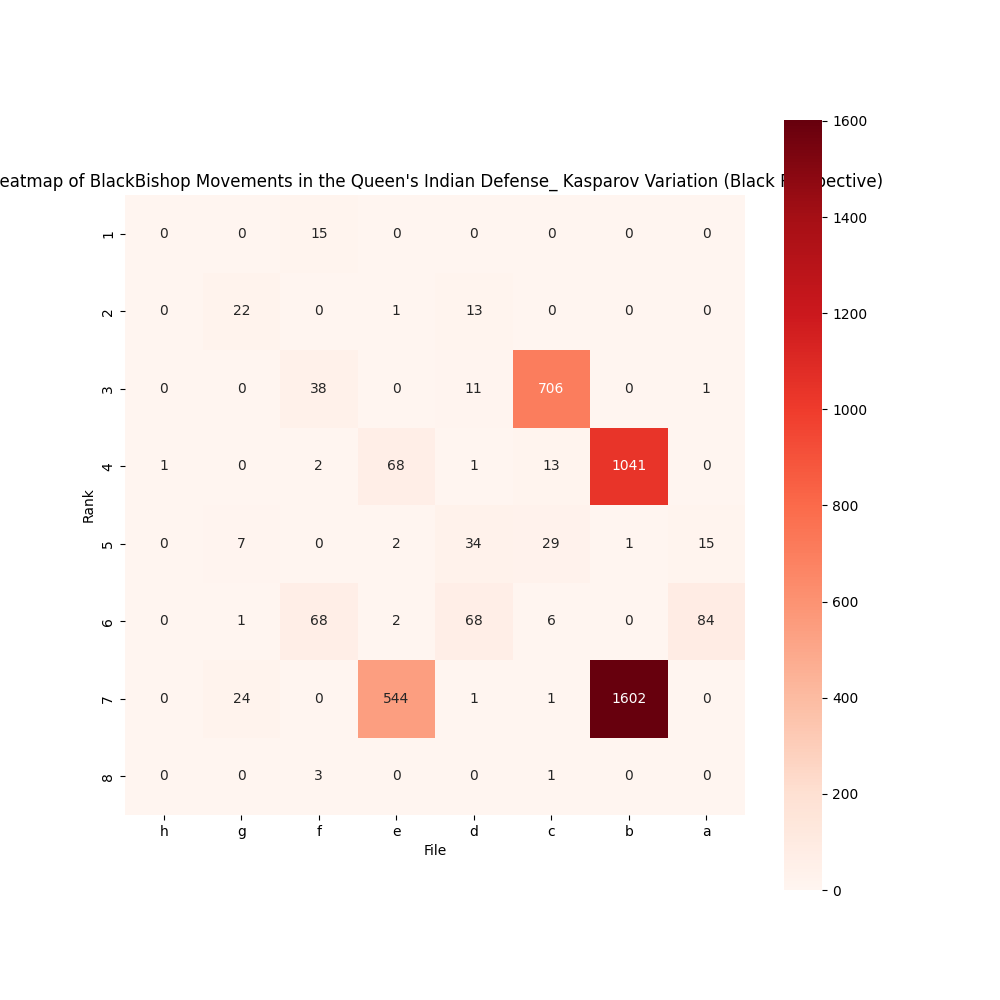 1600
eatmap of BlackBishop Movements in the Queen's Indian Defense_ Kasparov Variation (Black
1400
1 0 0 15 0 0 0 0 0
1200
2 0 22 0 1 13 0 0 0
3 0 0 38 0 11 706 0 1
1000
4 1 0 2 68 1 13 1041 0
800
Rank
5 0 7 0 2 34 29 1 15
600
6 0 1 68 2 68 6 0 84
400
7 0 24 0 544 1 1 1602 0
8 0 0 3 0 0 1 0 0
200
h g f e d c b a
File
0